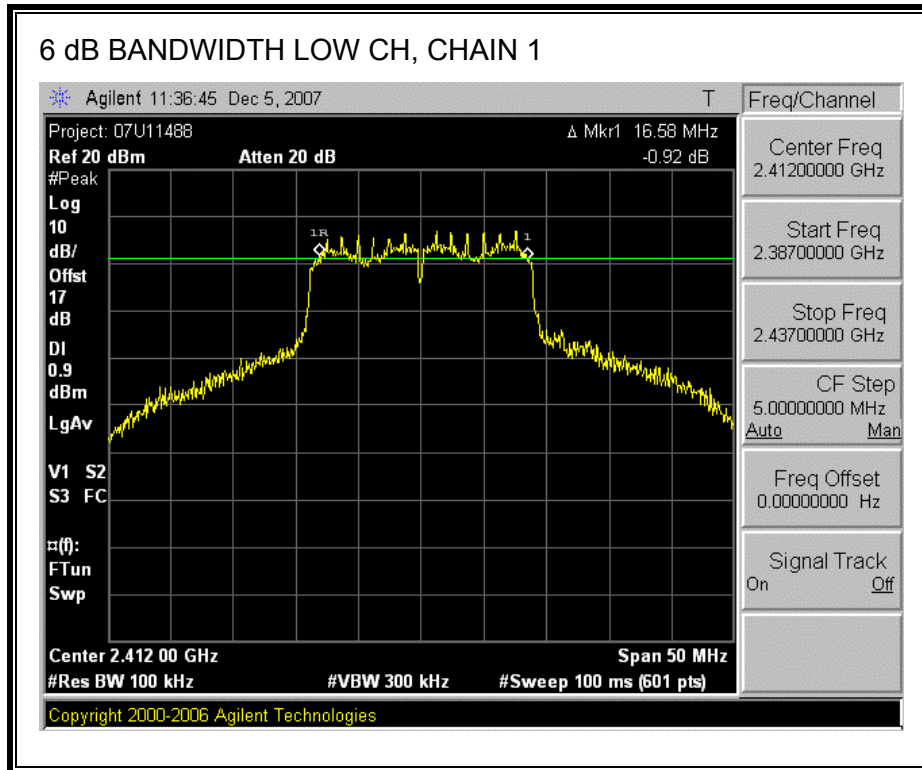 6 dB BANDWIDTH LOW CH, CHAIN 1
Agilent 11:36:45 Dec 5, 2007 T
Freq/Channel
Project: 07U11488 Δ Mkr1 16.58 MHz
Ref 20 dBm Atten 20 dB -0.92 dB
#Peak
Log
10
dB/
Offst
17
dB
DI
0.9
dBm
LgAv
V1 S2
S3 FC
¤(f):
FTun
Swp
1R
1
Center 2.412 00 GHz Span 50 MHz
#Res BW 100 kHz #VBW 300 kHz #Sweep 100 ms (601 pts)
Center Freq
2.41200000 GHz
Start Freq
2.38700000 GHz
Stop Freq
2.43700000 GHz
CF Step
5.00000000 MHz
Auto Man
Freq Offset
0.00000000 Hz
Signal Track
On Off
Copyright 2000-2006 Agilent Technologies